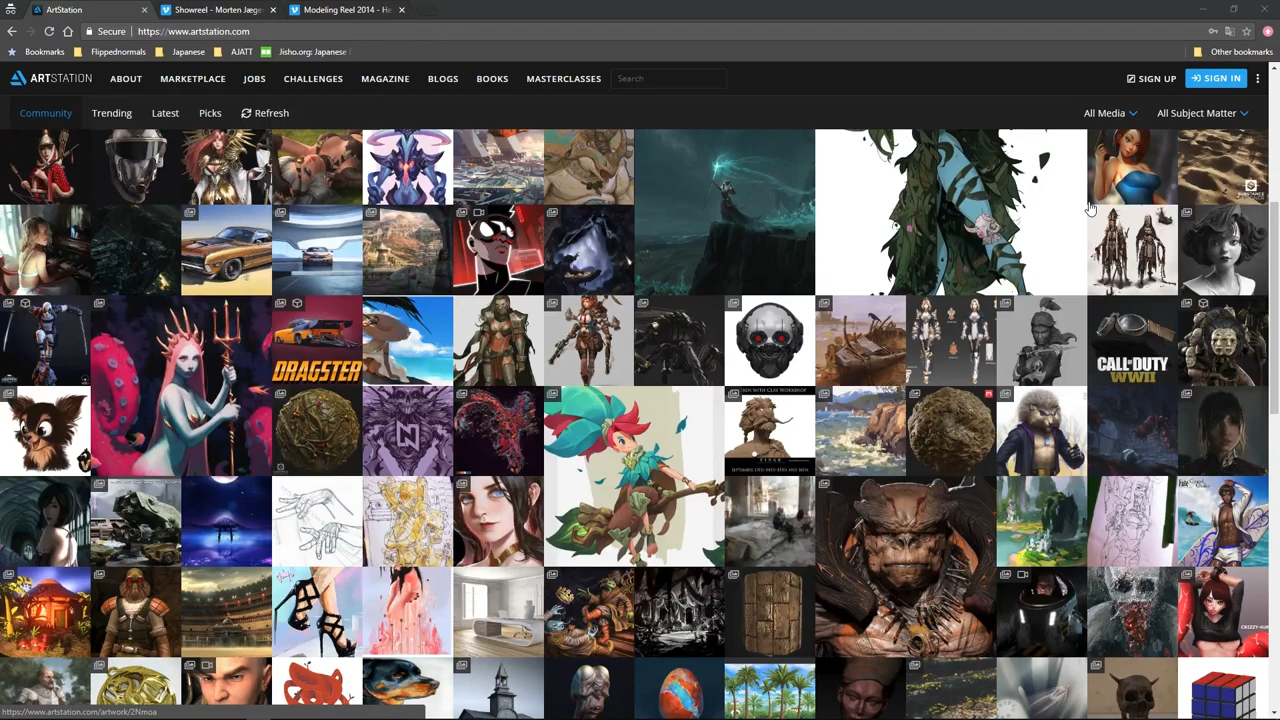 ArtStation
Showreel - Morten Jæge
Modeling Reel 2014 - He
Secure
https://www.artstation.com
Bookmarks
Flippednormals
Japanese
AJATT
Jisho.org: Japanese
Other bookmarks
ARTSTATION
ABOUT
MARKETPLACE
JOBS
CHALLENGES
MAGAZINE
BLOGS
BOOKS
MASTERCLASSES
Search
SIGN UP
SIGN IN
Community
Trending
Latest
Picks
Refresh
All Media
All Subject Matter
DRAGSTER
CALL OF DUTY
WWII
N
PIXAR
https://www.artstation.com/artwork/2Nmoa